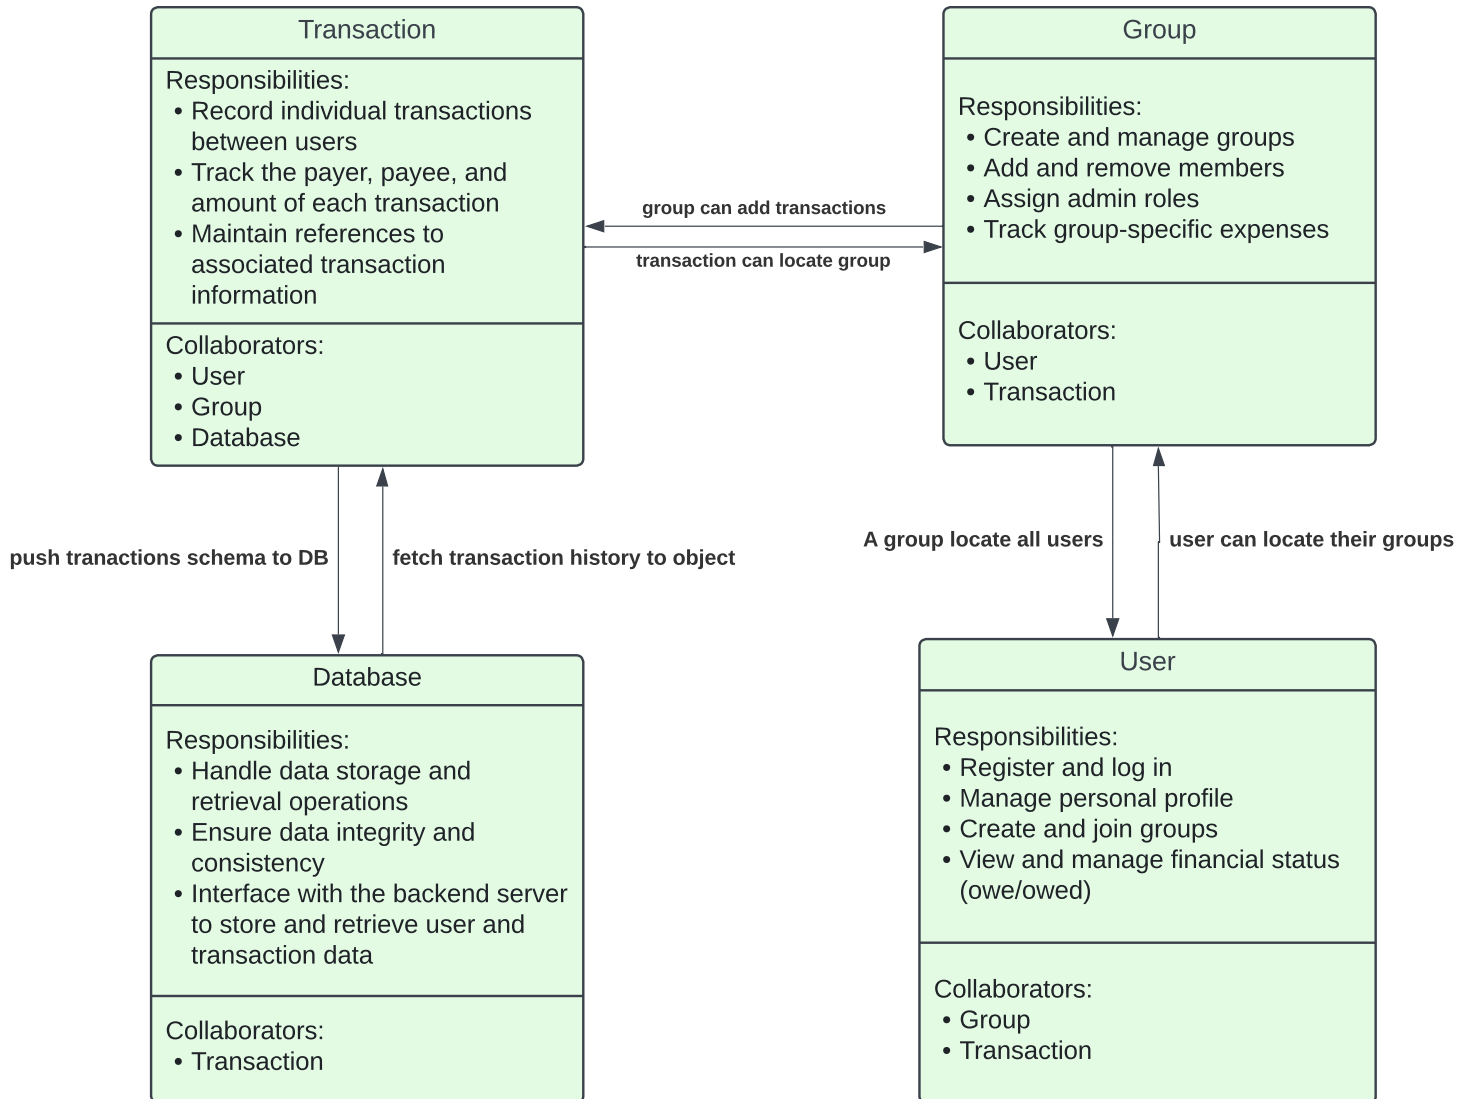 Transaction
Responsibilities:
• Record individual transactions
between users
• Track the payer, payee, and
amount of each transaction
• Maintain references to
associated transaction
information
Collaborators:
• User
• Group
• Database
group can add transactions
transaction can locate group
Group
Responsibilities:
• Create and manage groups
• Add and remove members
• Assign admin roles
• Track group-specific expenses
Collaborators:
• User
• Transaction
push tranactions schema to DB
fetch transaction history to object
A group locate all users
user can locate their groups
Database
Responsibilities:
• Handle data storage and
retrieval operations
• Ensure data integrity and
consistency
• Interface with the backend server
to store and retrieve user and
transaction data
Collaborators:
• Transaction
User
Responsibilities:
• Register and log in
• Manage personal profile
• Create and join groups
• View and manage financial status
(owe/owed)
Collaborators:
• Group
• Transaction